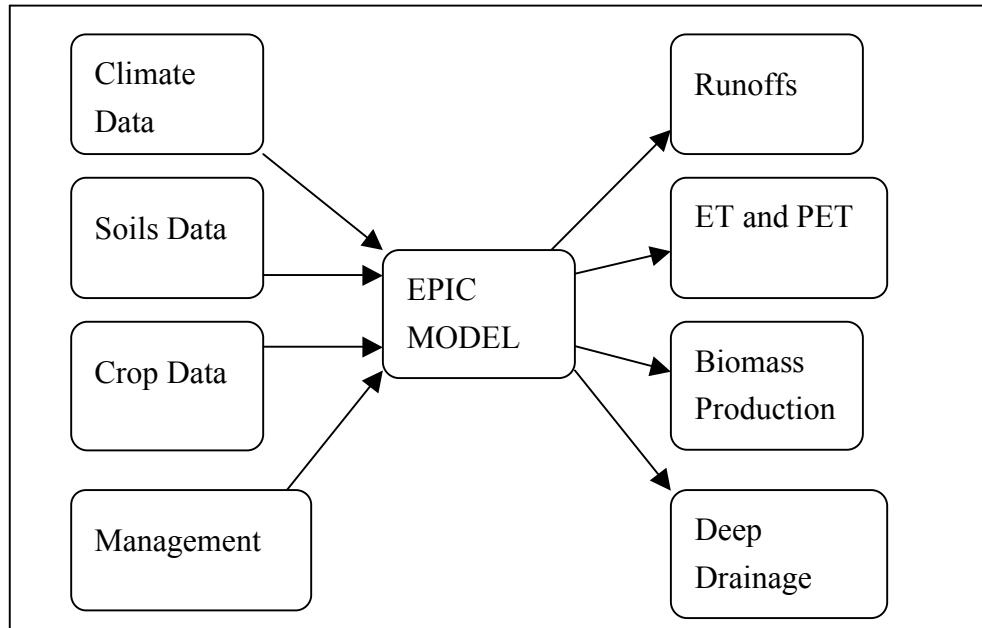 Climate
Data
Soils Data
Crop Data
Management
EPIC
MODEL
Runoffs
ET and PET
Biomass
Production
Deep
Drainage